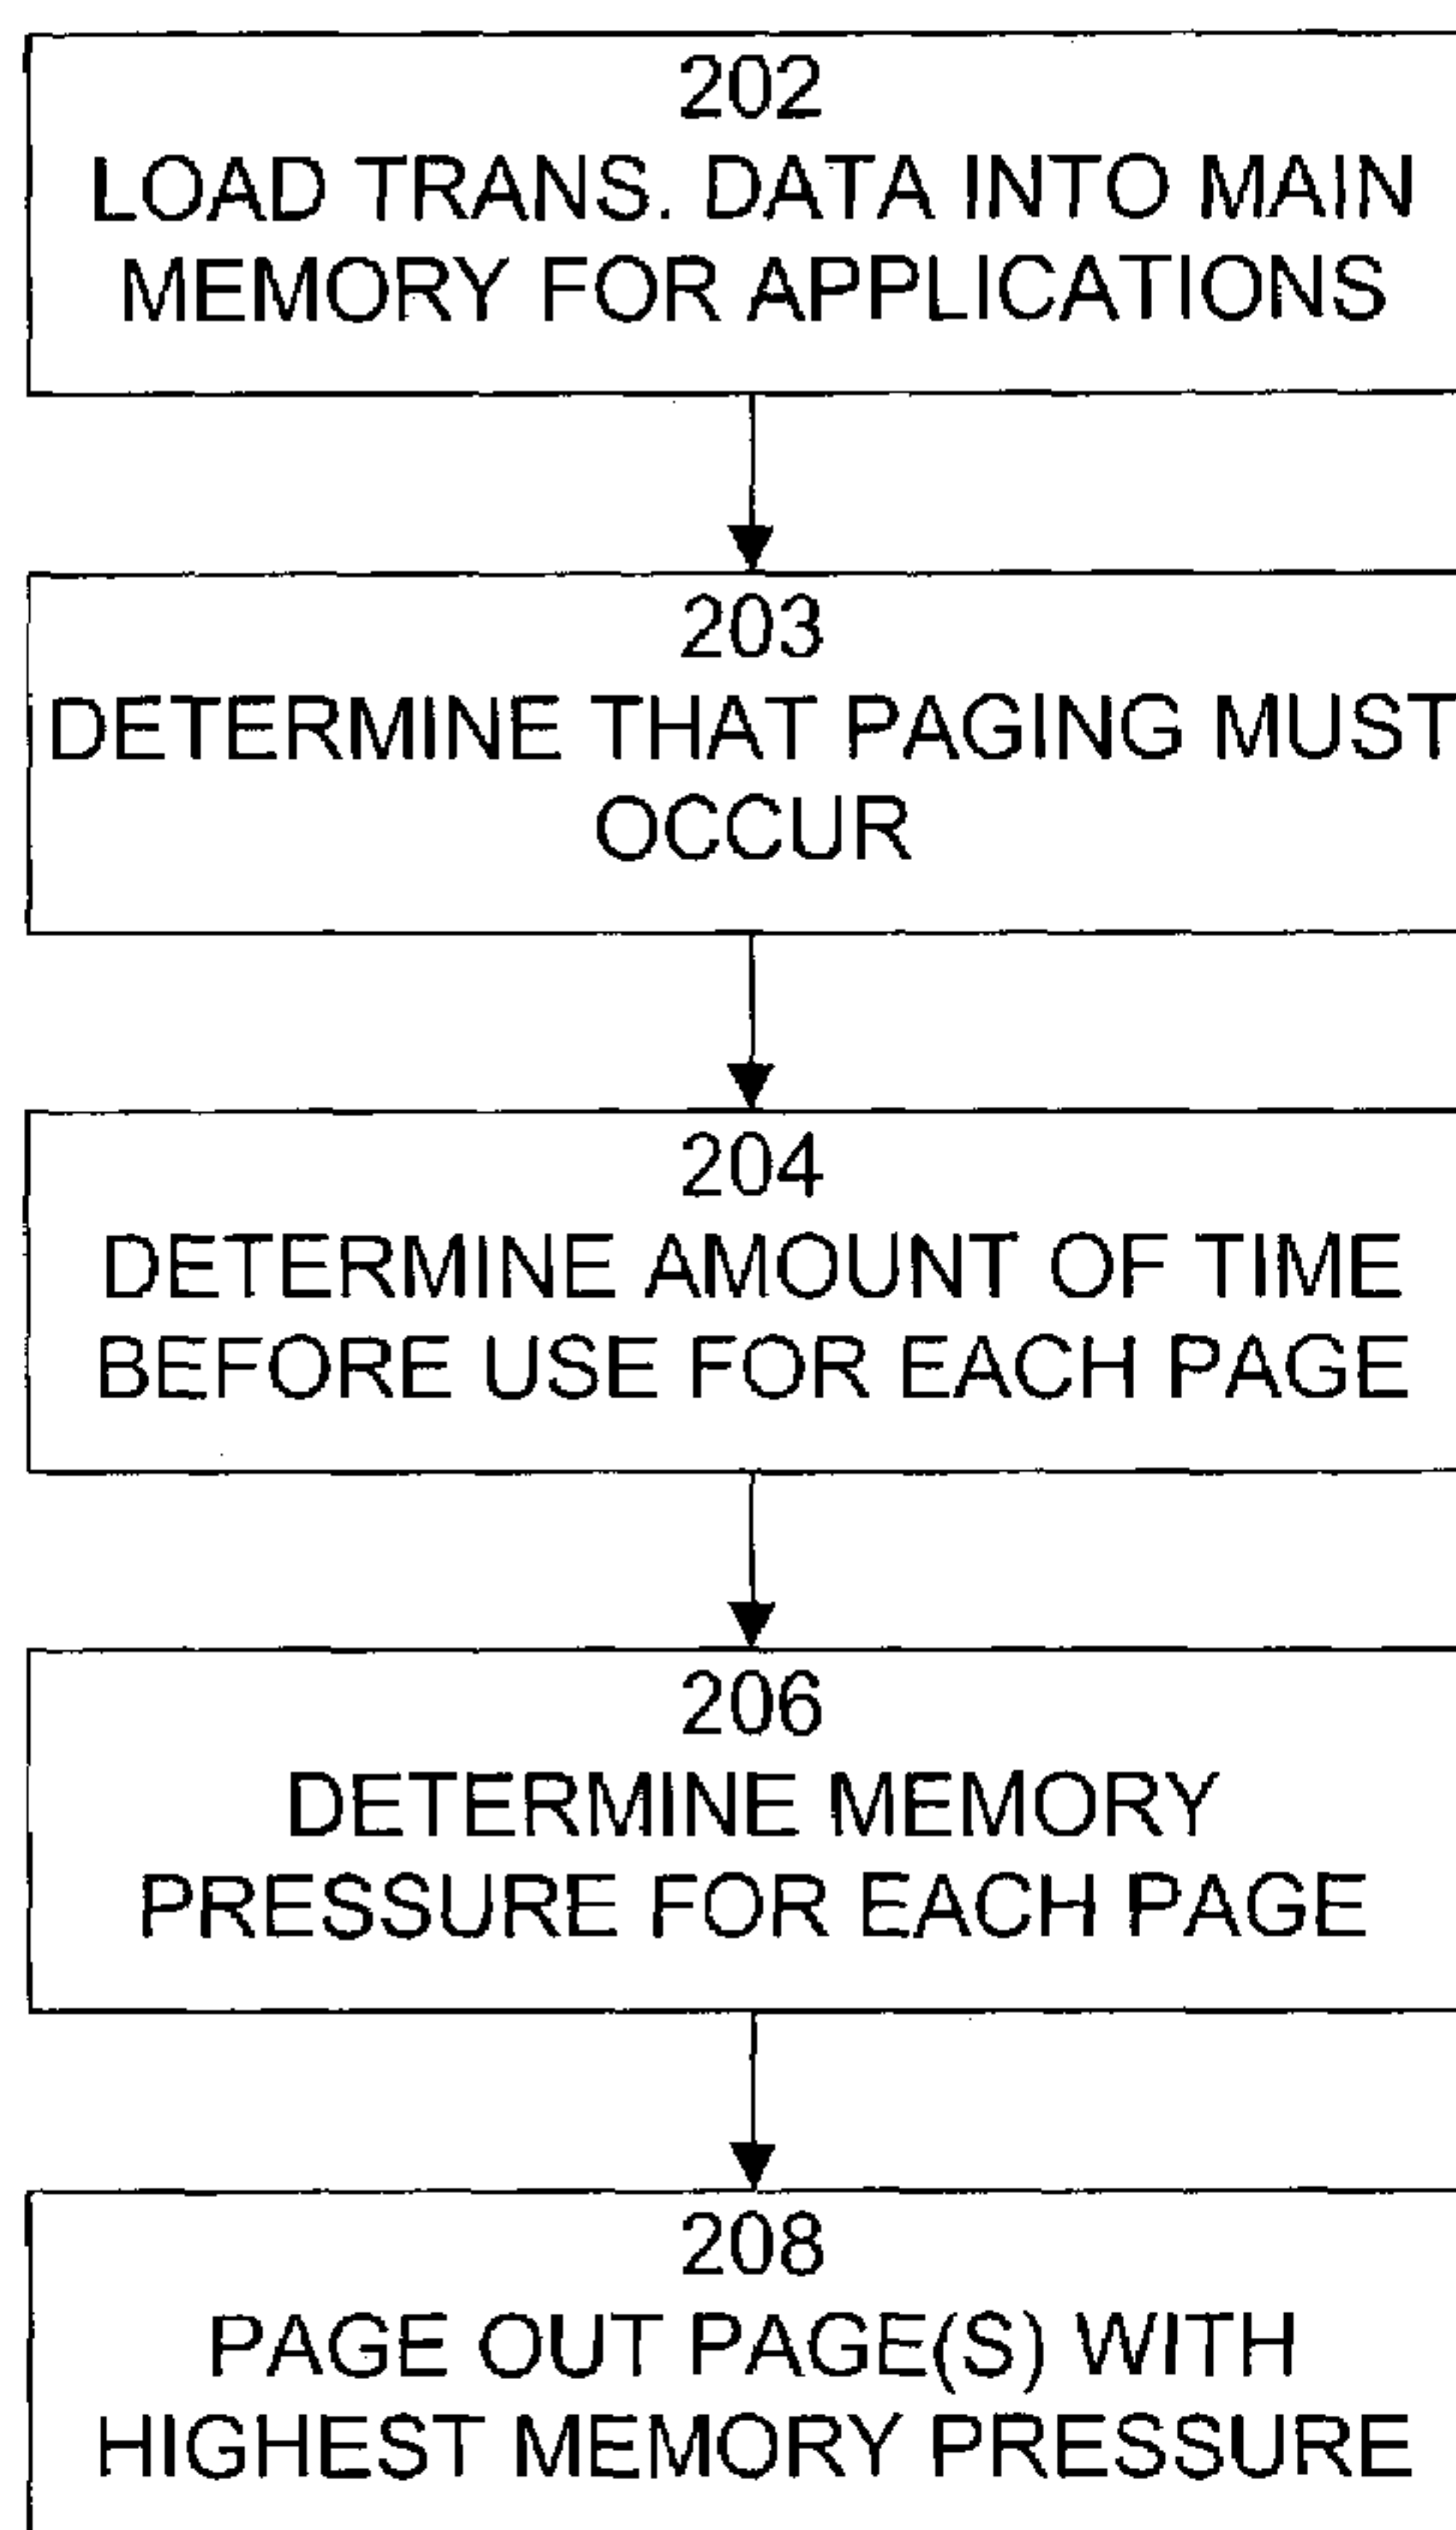 202
LOAD TRANS. DATA INTO MAIN
MEMORY FOR APPLICATIONS
203
DETERMINE THAT PAGING MUST
OCCUR
204
DETERMINE AMOUNT OF TIME
BEFORE USE FOR EACH PAGE
206
DETERMINE MEMORY
PRESSURE FOR EACH PAGE
208
PAGE OUT PAGE(S) WITH
HIGHEST MEMORY PRESSURE